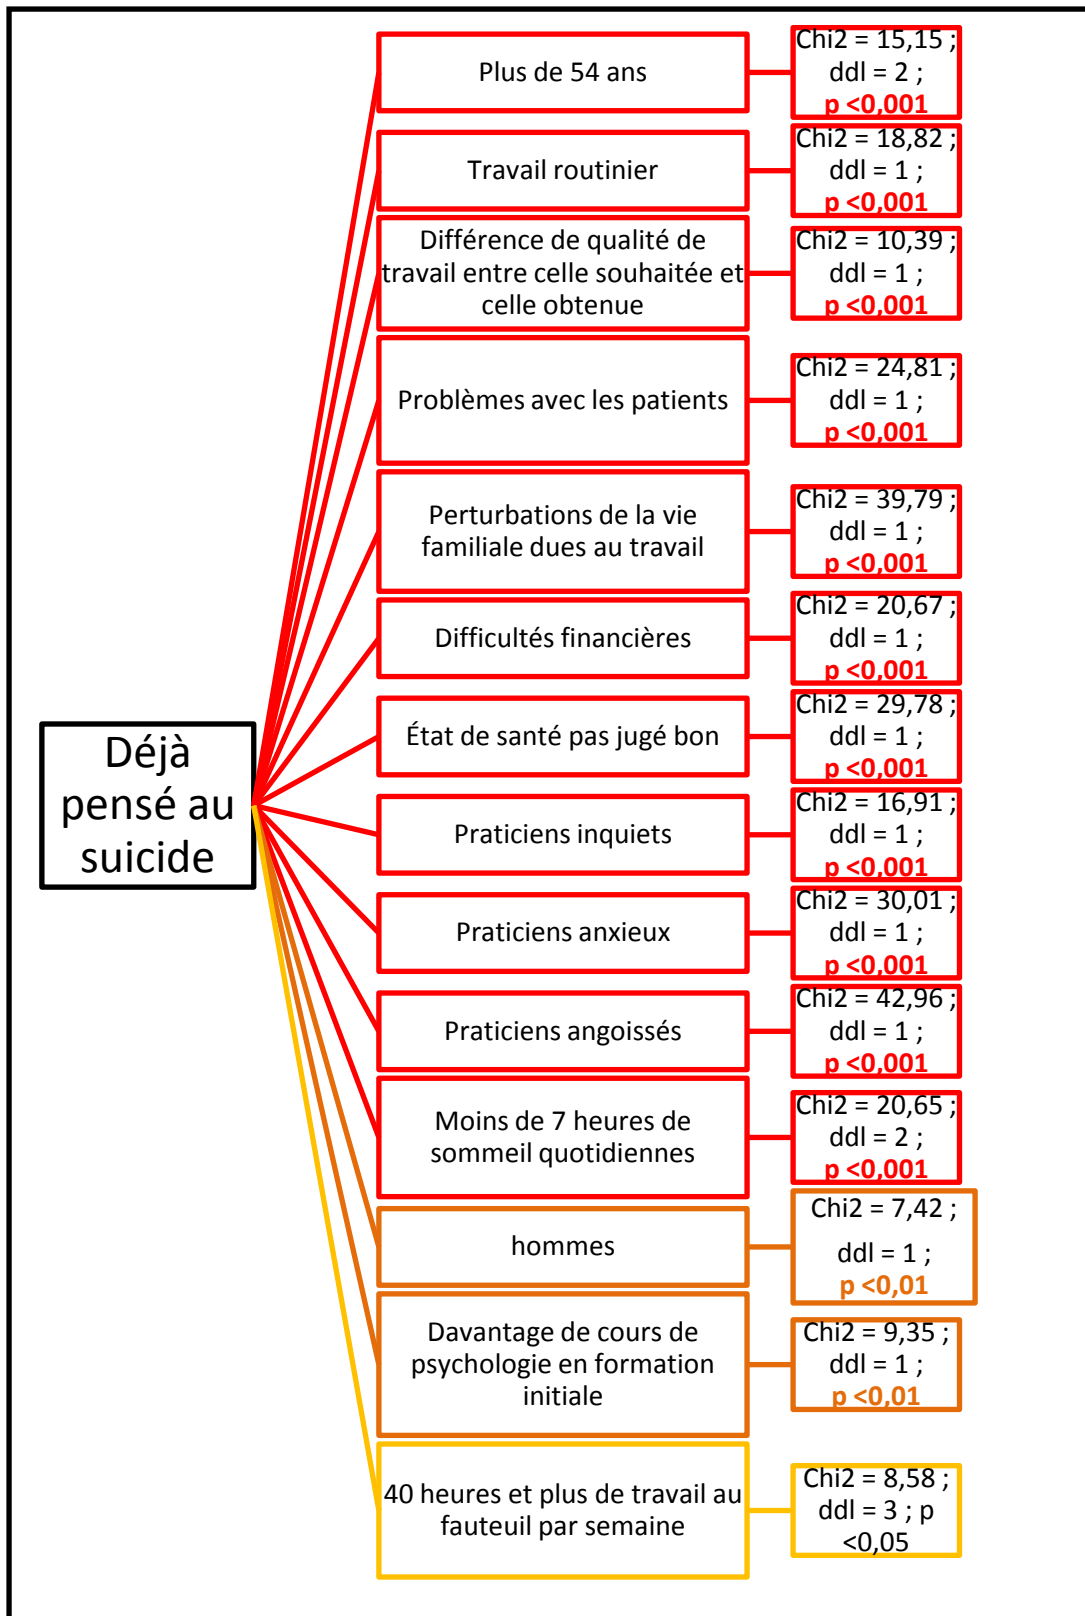 Déjà
pensé au
suicide
Plus de 54 ans
Chi2 = 15,15 ;
ddl = 2 ;
p <0,001
Travail routinier
Chi2 = 18,82 ;
ddl = 1 ;
p <0,001
Différence de qualité de
travail entre celle souhaitée et
celle obtenue
Chi2 = 10,39 ;
ddl = 1 ;
p <0,001
Problèmes avec les patients
Chi2 = 24,81 ;
ddl = 1 ;
p <0,001
Perturbations de la vie
familiale dues au travail
Chi2 = 39,79 ;
ddl = 1 ;
p <0,001
Difficultés financières
Chi2 = 20,67 ;
ddl = 1 ;
p <0,001
État de santé pas jugé bon
Chi2 = 29,78 ;
ddl = 1 ;
p <0,001
Praticiens inquiets
Chi2 = 16,91 ;
ddl = 1 ;
p <0,001
Praticiens anxieux
Chi2 = 30,01 ;
ddl = 1 ;
p <0,001
Praticiens angoissés
Chi2 = 42,96 ;
ddl = 1 ;
p <0,001
Moins de 7 heures de
sommeil quotidiennes
Chi2 = 20,65 ;
ddl = 2 ;
p <0,001
hommes
Chi2 = 7,42 ;
ddl = 1 ;
p <0,01
Davantage de cours de
psychologie en formation
initiale
Chi2 = 9,35 ;
ddl = 1 ;
p <0,01
40 heures et plus de travail au
fauteuil par semaine
Chi2 = 8,58 ;
ddl = 3 ; p
<0,05